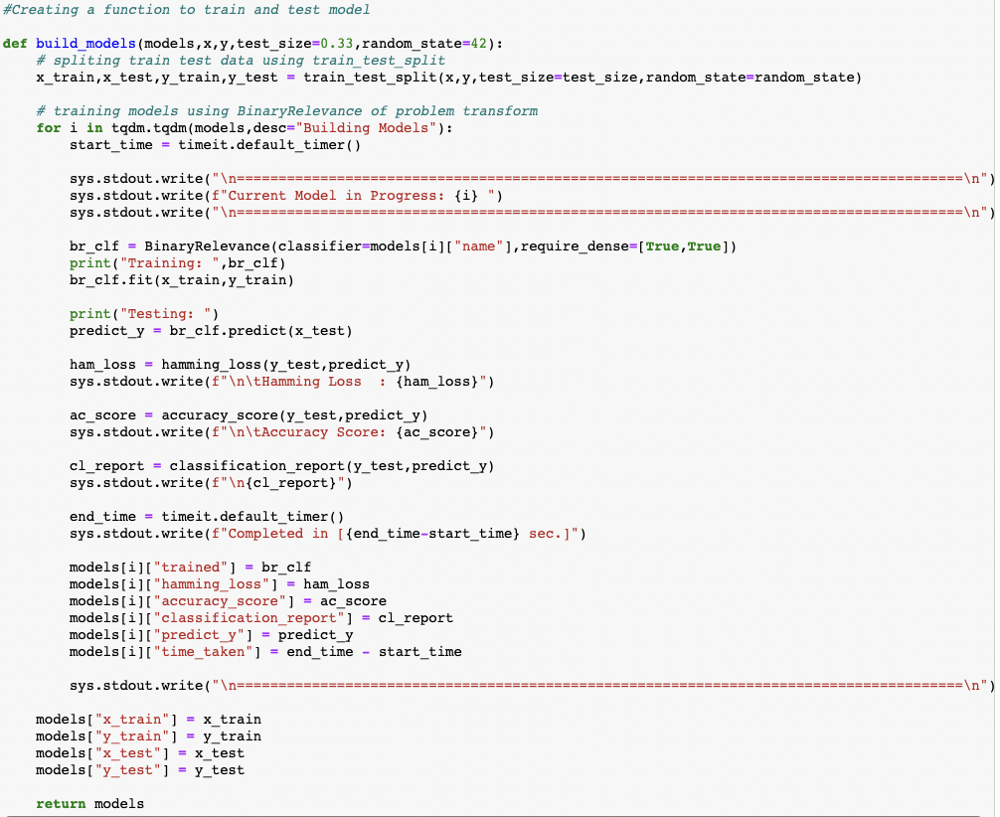 #Creating a function to train and test model
def build_models(models,x,y,test_size=0.33,random_state=42):
    # spliting train test data using train_test_split
    x_train,x_test,y_train,y_test = train_test_split(x,y,test_size=test_size,random_state=random_state)
    # training models using BinaryRelevance of problem transform
    for i in tqdm.tqdm(models,desc="Building Models"):
        start_time = timeit.default_timer()
        sys.stdout.write("\n=======================================================================================\n")
        sys.stdout.write(f"Current Model in Progress: {i} ")
        sys.stdout.write("\n=======================================================================================\n")
        br_clf = BinaryRelevance(classifier=models[i]["name"],require_dense=[True,True])
        print("Training: ",br_clf)
        br_clf.fit(x_train,y_train)
        print("Testing: ")
        predict_y = br_clf.predict(x_test)
        ham_loss = hamming_loss(y_test,predict_y)
        sys.stdout.write(f"\n\tHamming Loss  : {ham_loss}")
        ac_score = accuracy_score(y_test,predict_y)
        sys.stdout.write(f"\n\tAccuracy Score: {ac_score}")
        cl_report = classification_report(y_test,predict_y)
        sys.stdout.write(f"\n{cl_report}")
        end_time = timeit.default_timer()
        sys.stdout.write(f"Completed in [{end_time-start_time} sec.]")
        models[i]["trained"] = br_clf
        models[i]["hamming_loss"] = ham_loss
        models[i]["accuracy_score"] = ac_score
        models[i]["classification_report"] = cl_report
        models[i]["predict_y"] = predict_y
        models[i]["time_taken"] = end_time - start_time
        sys.stdout.write("\n=======================================================================================\n")
    models["x_train"] = x_train
    models["y_train"] = y_train
    models["x_test"] = x_test
    models["y_test"] = y_test
    return models